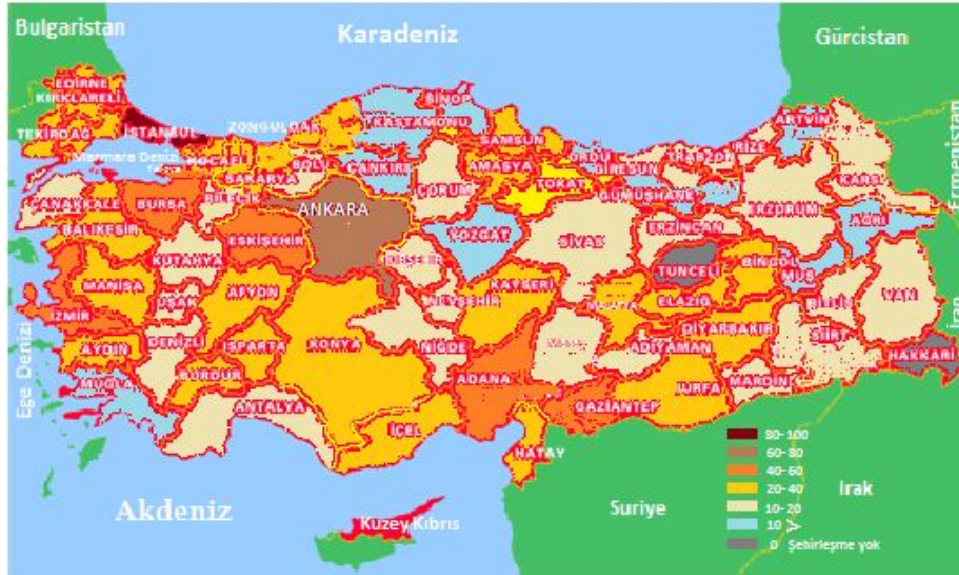 Bulgaristan
Karadeniz
Gürcistan
EDİRNE
KIRKLARELİ
TEKİRDAĞ
İSTANBUL
ZONGULDAK
KASTAMONU
SİNOP
SAMSUN
ARTVİN
Ermenistan
Marmara Denizi
Yalova
KOCAELİ
SAKARYA
BOLU
ÇANKIRI
ÇORUM
AMASYA
TOKAT
ORDU
GİRESUN
TRABZON
RİZE
GÜMÜŞHANE
KARS
ÇANAKKALE
BURSA
BİLECİK
ANKARA
ERZURUM
AĞRI
BALIKESİR
ESKİŞEHİR
YOZGAT
SİVAS
ERZİNCAN
KÜTAHYA
KIRŞEHİR
TUNCELİ
BİNGÖL
MUŞ
MANİSA
UŞAK
AFYON
NEVŞEHİR
KAYSERİ
MALATYA
ELAZIĞ
BİTLİS
VAN
İran
İZMİR
AYDIN
DENİZLİ
ISPARTA
KONYA
NİĞDE
DİYARBAKIR
SİİRT
ADIYAMAN
HAKKARİ
Ege Denizi
MUĞLA
BURDUR
ANTALYA
ADANA
GAZİANTEP
URFA
MARDİN
İÇEL
HATAY
80-100
60-80
40-60
20-40
10-20
10 >
0 Şehirleşme yok
Akdeniz
Kuzey Kıbrıs
Suriye
Irak